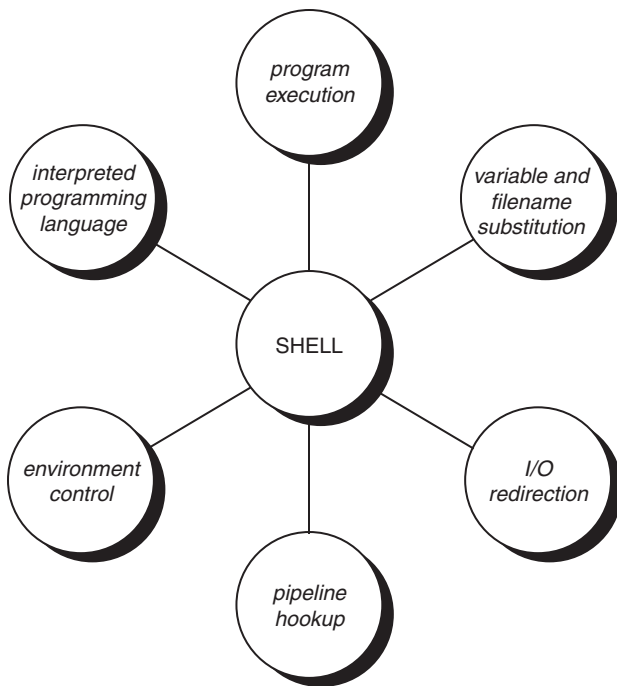 program
execution
interpreted
programming
language
variable and
filename
substitution
SHELL
environment
control
I/O
redirection
pipeline
hookup